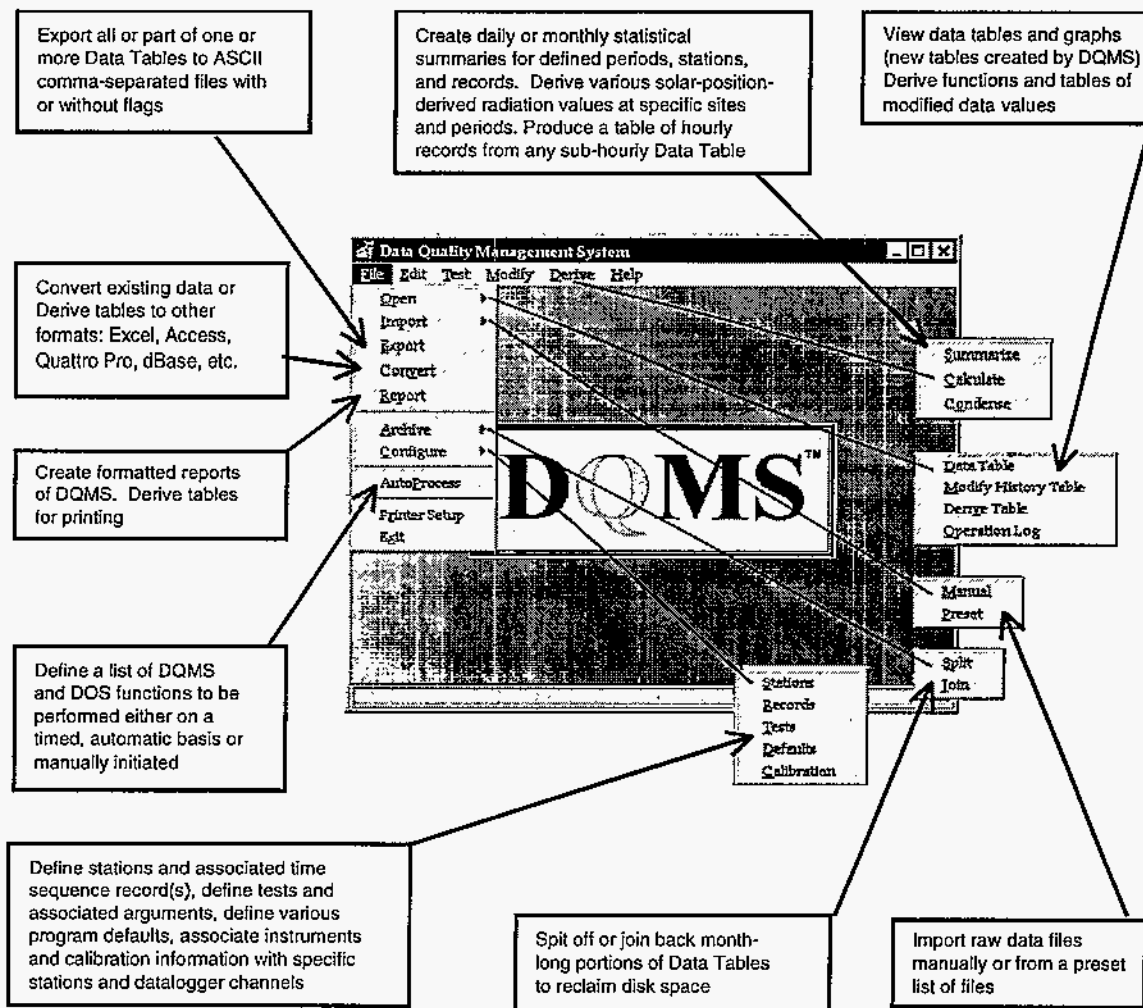 Export all or part of one or
more Data Tables to ASCII
comma-separated files with
or without flags
Create daily or monthly statistical
summaries for defined periods, stations,
and records. Derive various solar-position-
derived radiation values at specific sites
and periods. Produce a table of hourly
records from any sub-hourly Data Table
View data tables and graphs
(new tables created by DQMS)
Derive functions and tables of
modified data values
Convert existing data or
Derive tables to other
formats: Excel, Access,
Quattro Pro, dBase, etc.
Create formatted reports
of DQMS. Derive tables
for printing
Define a list of DQMS
and DOS functions to be
performed either on a
timed, automatic basis or
manually initiated
Data Quality Management System
File Edit Test Modify Derive Help
Open
Import
Export
Convert
Report
Archive
Configure
AutoProcess
Printer Setup
Exit
DQMS™
Summarize
Calculate
Condense
Data Table
Modify History Table
Derive Table
Operation Log
Manual
Preset
Split
Join
Stations
Records
Tests
Defaults
Calibration
Define stations and associated time
sequence record(s), define tests and
associated arguments, define various
program defaults, associate instruments
and calibration information with specific
stations and datalogger channels
Spit off or join back month-
long portions of Data Tables
to reclaim disk space
Import raw data files
manually or from a preset
list of files